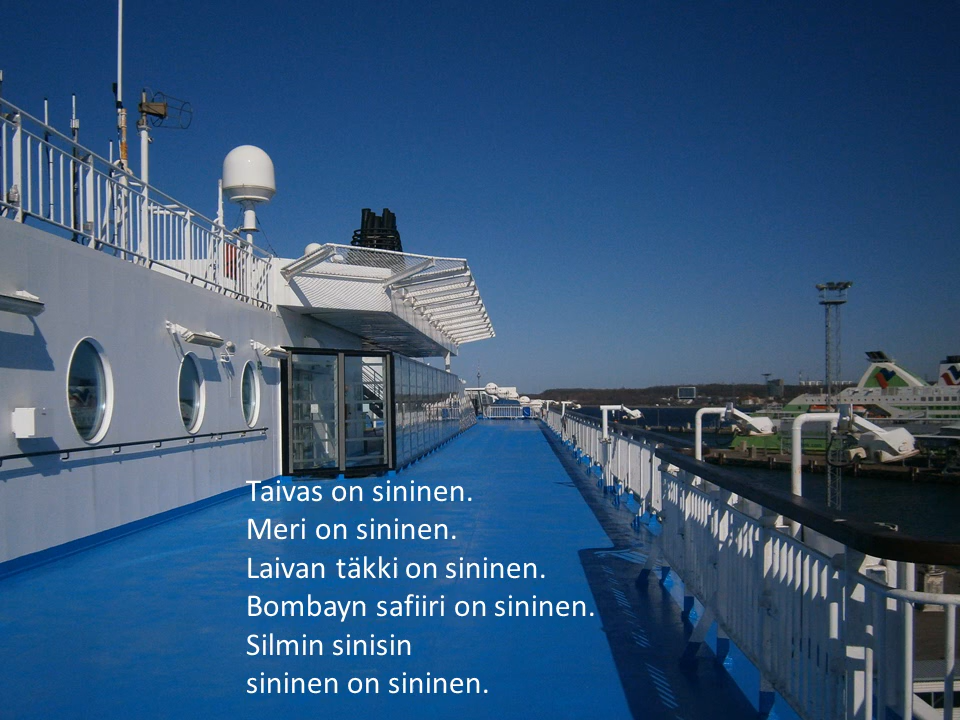 Taivas on sininen.
Meri on sininen.
Laivan täkki on sininen.
Bombayn safiiri on sininen.
Silmin sinisin
sininen on sininen.